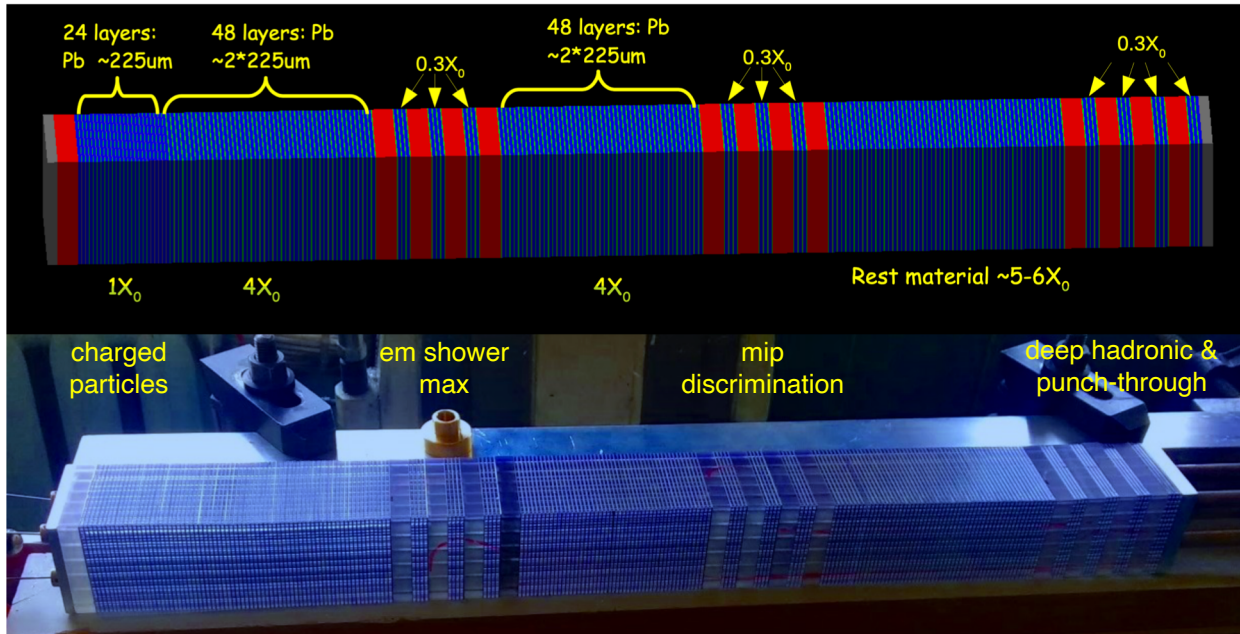 24 layers:
Pb ~225um
48 layers: Pb
~2*225um
0.3X₀
48 layers: Pb
~2*225um
0.3X₀
0.3X₀
1X₀
4X₀
4X₀
Rest material ~5-6X₀
charged
particles
em shower
max
mip
discrimination
deep hadronic &
punch-through